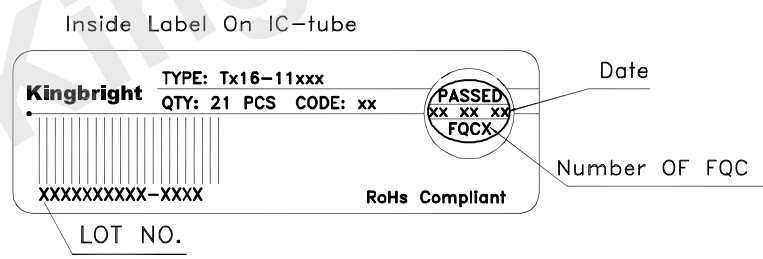 Inside Label On IC-tube
Kingbright
TYPE: Tx16-11xxx
QTY: 21 PCS CODE: xx
PASSED
xx xx xx
FQCX
Date
Number OF FQC
XXXXXXXXXX-XXXX
RoHs Compliant
LOT NO.